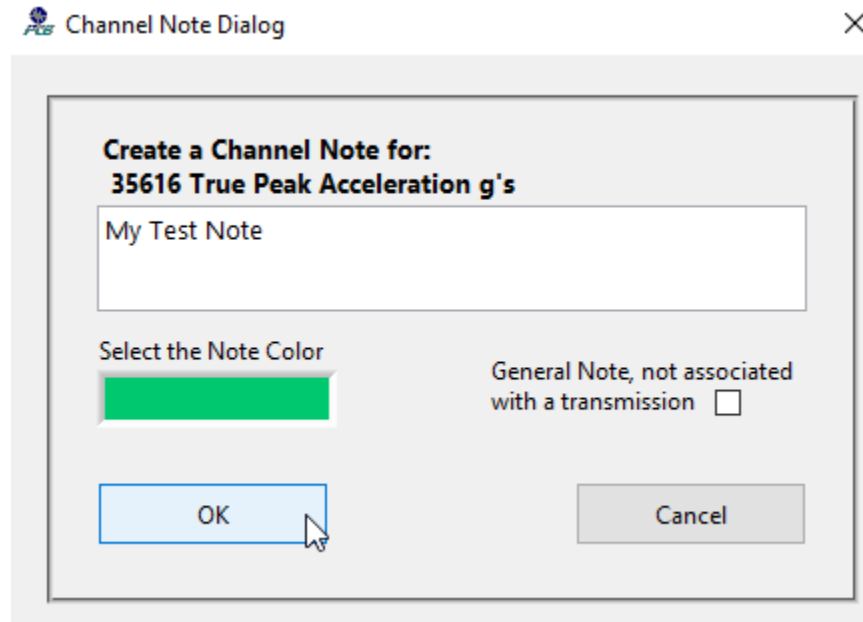 PCB Channel Note Dialog
Create a Channel Note for:
35616 True Peak Acceleration g's
My Test Note
Select the Note Color
General Note, not associated
with a transmission
OK
Cancel